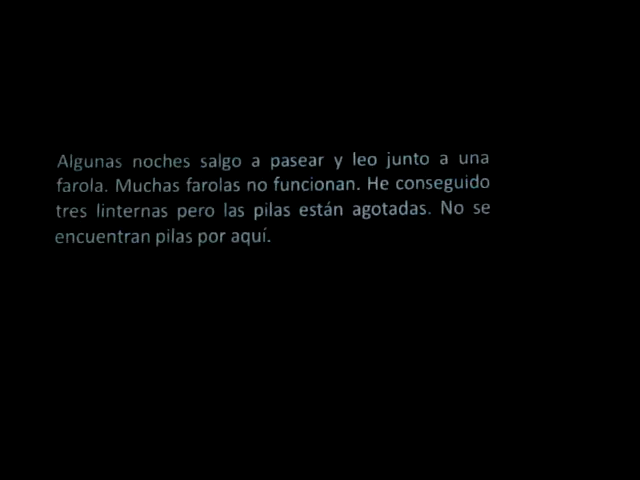 Algunas noches salgo a pasear y leo junto a una
farola. Muchas farolas no funcionan. He conseguido
tres linternas pero las pilas están agotadas. No se
encuentran pilas por aquí.